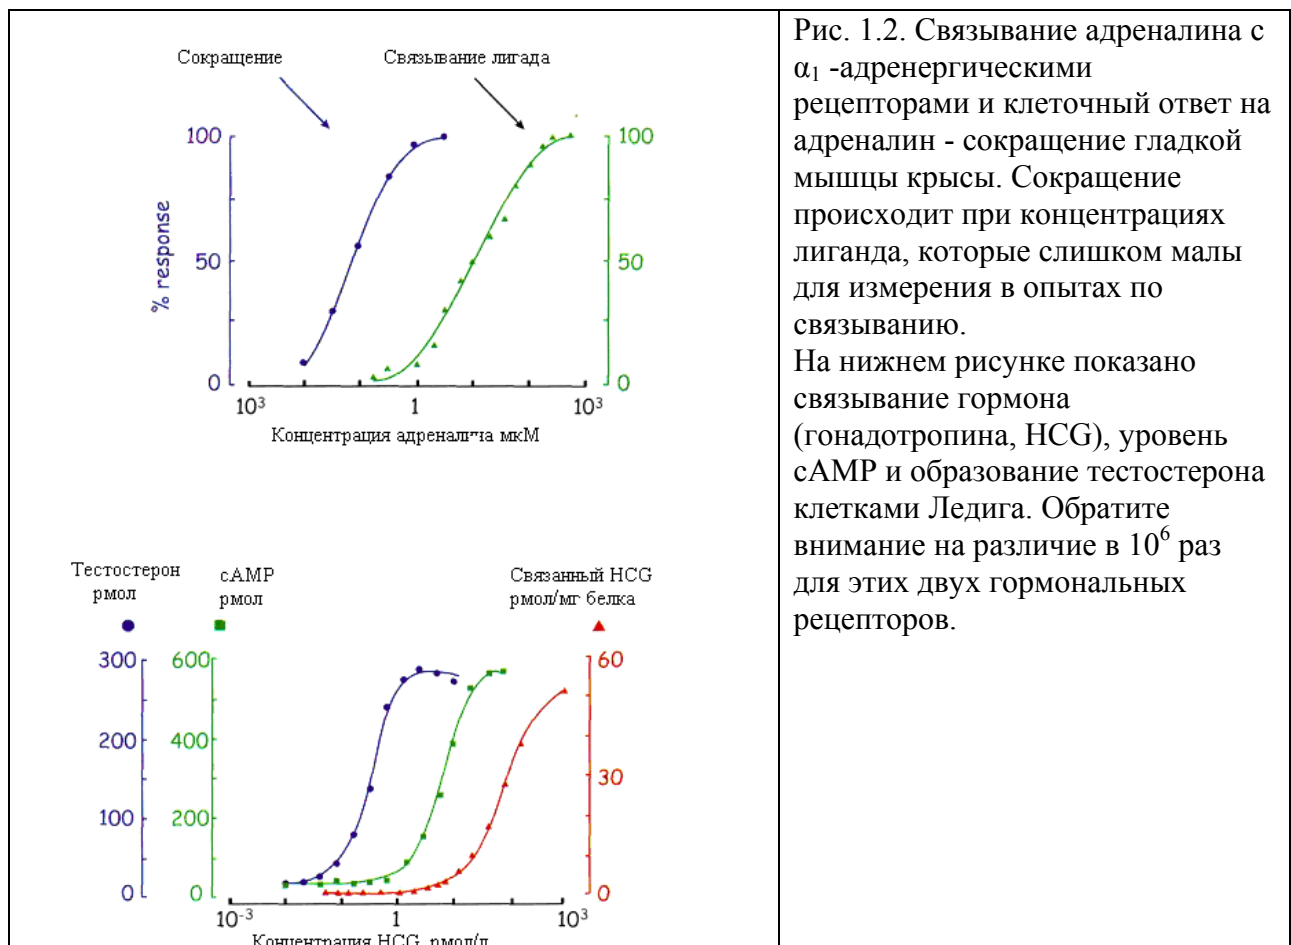 Сокращение
Связывание лигада
100
50
0
% response
100
50
0
10³
1
10³
Концентрация адреналича мкМ
Тестостерон
рмол
cAMP
рмол
Связанный HCG
рмол/мг белка
300
200
100
0
600
400
200
0
60
30
0
10⁻³
1
10³
Концентрация HCG, рмол/л
Рис. 1.2. Связывание адреналина с
α₁ -адренергическими
рецепторами и клеточный ответ на
адреналин - сокращение гладкой
мышцы крысы. Сокращение
происходит при концентрациях
лиганда, которые слишком малы
для измерения в опытах по
связыванию.
На нижнем рисунке показано
связывание гормона
(гонадотропина, HCG), уровень
cAMP и образование тестостерона
клетками Ледига. Обратите
внимание на различие в 10⁶ раз
для этих двух гормональных
рецепторов.